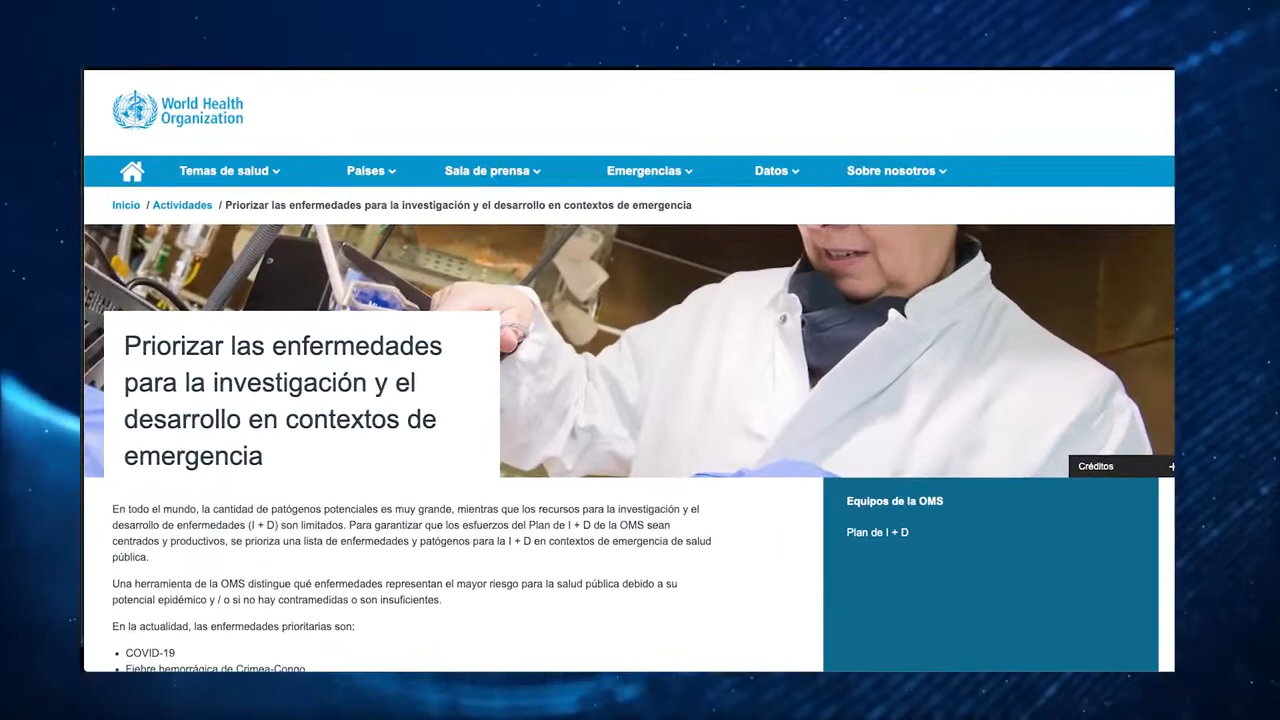 World Health
Organization
Temas de salud
Países
Sala de prensa
Emergencias
Datos
Sobre nosotros
Inicio / Actividades / Priorizar las enfermedades para la investigación y el desarrollo en contextos de emergencia
Priorizar las enfermedades
para la investigación y el
desarrollo en contextos de
emergencia
Créditos +
En todo el mundo, la cantidad de patógenos potenciales es muy grande, mientras que los recursos para la investigación y el
desarrollo de enfermedades (I + D) son limitados. Para garantizar que los esfuerzos del Plan de I + D de la OMS sean
centrados y productivos, se prioriza una lista de enfermedades y patógenos para la I + D en contextos de emergencia de salud
pública.
Una herramienta de la OMS distingue qué enfermedades representan el mayor riesgo para la salud pública debido a su
potencial epidémico y / o si no hay contramedidas o son insuficientes.
En la actualidad, las enfermedades prioritarias son:
• COVID-19
• Fiebre hemorrágica de Crimea-Congo
Equipos de la OMS
Plan de I + D